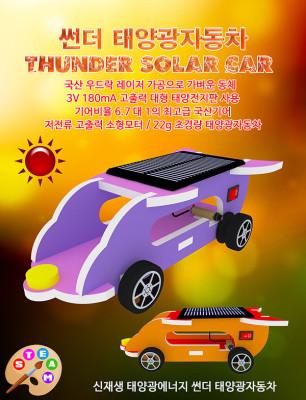 썬더 태양광자동차
THUNDER SOLAR CAR
국산 우드락 레이저 가공으로 가벼운 동체
3V 180mA 고출력 대형 태양전지판 사용
기어비율 6.7 대 1의 최고급 국산기어
저전류 고출력 소형모터 / 22g 초경량 태양광자동차
STEAM
신재생 태양광에너지 썬더 태양광자동차